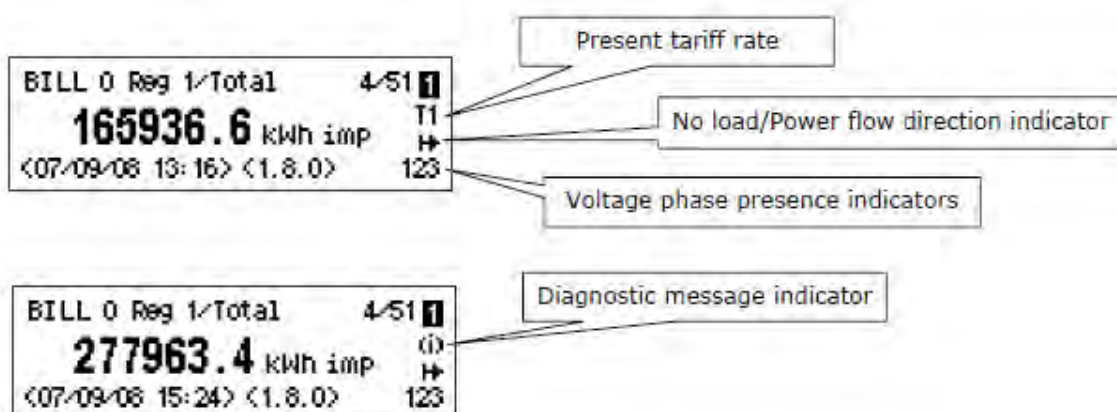 Present tariff rate
BILL 0 Reg 1/Total 4/51 1
T1
165936.6 kWh imp
No load/Power flow direction indicator
(07/09/08 13:16) (1.8.0) 123
Voltage phase presence indicators
Diagnostic message indicator
BILL 0 Reg 1/Total 4/51 1
(i)
277963.4 kWh imp
(07/09/08 15:24) (1.8.0) 123